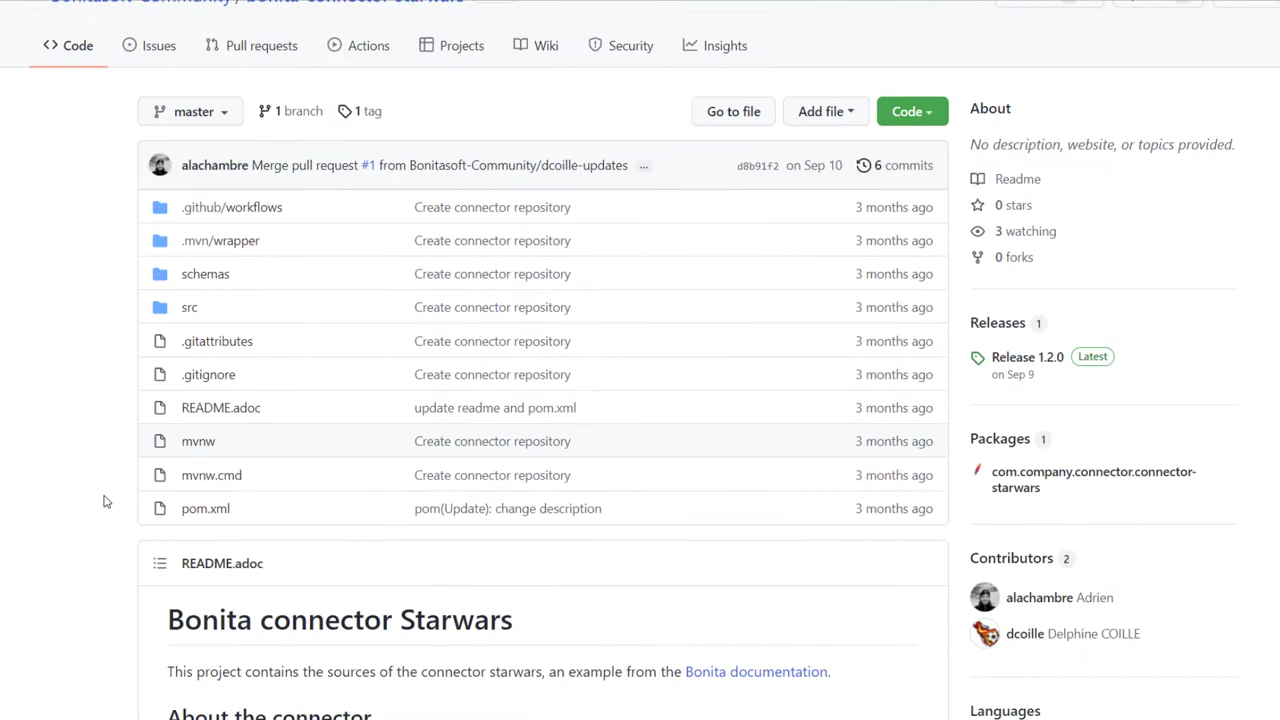 Bonitasoft-Community / bonita-connector-starwars
Code Issues Pull requests Actions Projects Wiki Security Insights
master 1 branch 1 tag Go to file Add file Code
alachambre Merge pull request #1 from Bonitasoft-Community/dcoille-updates ... d8b91f2 on Sep 10 6 commits
.github/workflows Create connector repository 3 months ago
.mvn/wrapper Create connector repository 3 months ago
schemas Create connector repository 3 months ago
src Create connector repository 3 months ago
.gitattributes Create connector repository 3 months ago
.gitignore Create connector repository 3 months ago
README.adoc update readme and pom.xml 3 months ago
mvnw Create connector repository 3 months ago
mvnw.cmd Create connector repository 3 months ago
pom.xml pom(Update): change description 3 months ago
README.adoc
Bonita connector Starwars
This project contains the sources of the connector starwars, an example from the Bonita documentation.
About the connector
About
No description, website, or topics provided.
Readme
0 stars
3 watching
0 forks
Releases 1
Release 1.2.0 Latest
on Sep 9
Packages 1
com.company.connector.connector-
starwars
Contributors 2
alachambre Adrien
dcoille Delphine COILLE
Languages